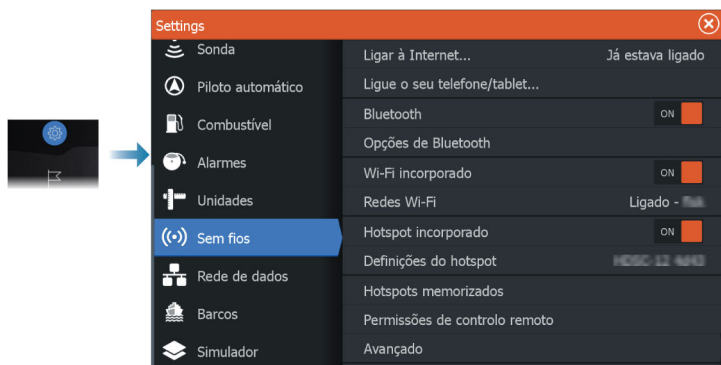 Settings
Sonda
Piloto automático
Combustível
Alarmes
Unidades
Sem fios
Rede de dados
Barcos
Simulador
Ligar à Internet... Já estava ligado
Ligue o seu telefone/tablet...
Bluetooth ON
Opções de Bluetooth
Wi-Fi incorporado ON
Redes Wi-Fi Ligado -
Hotspot incorporado ON
Definições do hotspot
Hotspots memorizados
Permissões de controlo remoto
Avançado